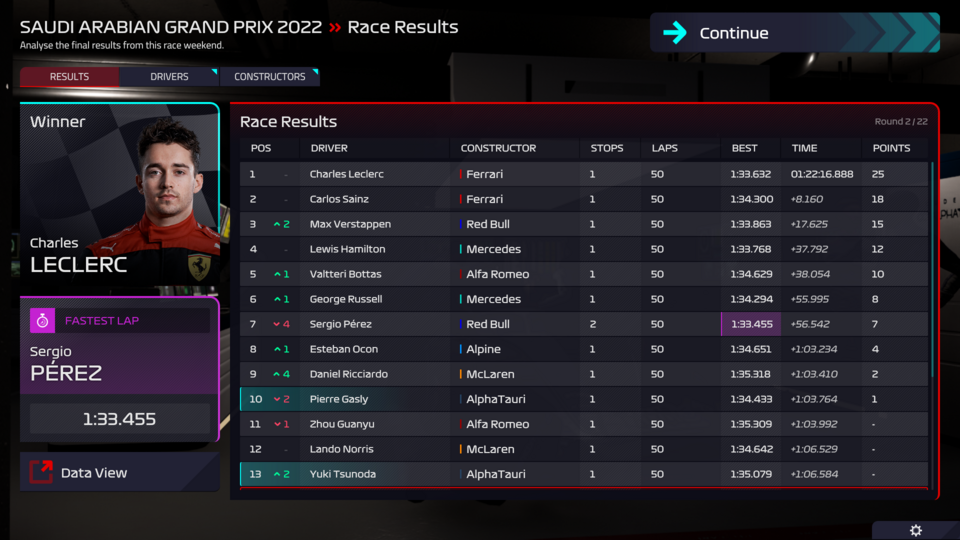 SAUDI ARABIAN GRAND PRIX 2022 » Race Results
Analyse the final results from this race weekend.
Continue
RESULTS DRIVERS CONSTRUCTORS
Winner
Charles
LECLERC
FASTEST LAP
Sergio
PÉREZ
1:33.455
Data View
Race Results
Round 2 / 22
POS DRIVER CONSTRUCTOR STOPS LAPS BEST TIME POINTS
1 - Charles Leclerc Ferrari 1 50 1:33.632 01:22:16.888 25
2 - Carlos Sainz Ferrari 1 50 1:34.300 +8.160 18
3 2 Max Verstappen Red Bull 1 50 1:33.863 +17.625 15
4 - Lewis Hamilton Mercedes 1 50 1:33.768 +37.792 12
5 1 Valtteri Bottas Alfa Romeo 1 50 1:34.629 +38.054 10
6 1 George Russell Mercedes 1 50 1:34.294 +55.995 8
7 4 Sergio Pérez Red Bull 2 50 1:33.455 +56.542 7
8 1 Esteban Ocon Alpine 1 50 1:34.651 +1:03.234 4
9 4 Daniel Ricciardo McLaren 1 50 1:35.318 +1:03.410 2
10 2 Pierre Gasly AlphaTauri 1 50 1:34.433 +1:03.764 1
11 1 Zhou Guanyu Alfa Romeo 1 50 1:35.309 +1:03.992 -
12 - Lando Norris McLaren 1 50 1:34.642 +1:06.529 -
13 2 Yuki Tsunoda AlphaTauri 1 50 1:35.079 +1:06.584 -